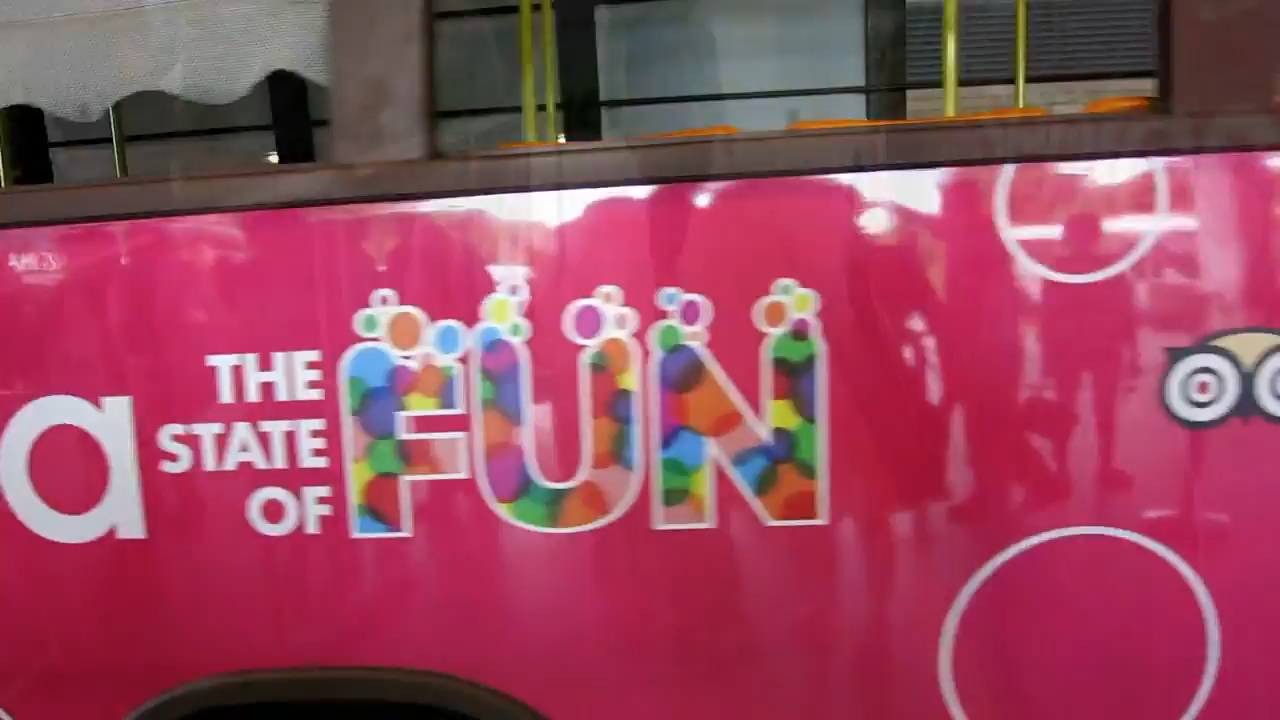 a
THE
STATE
OF
FUN